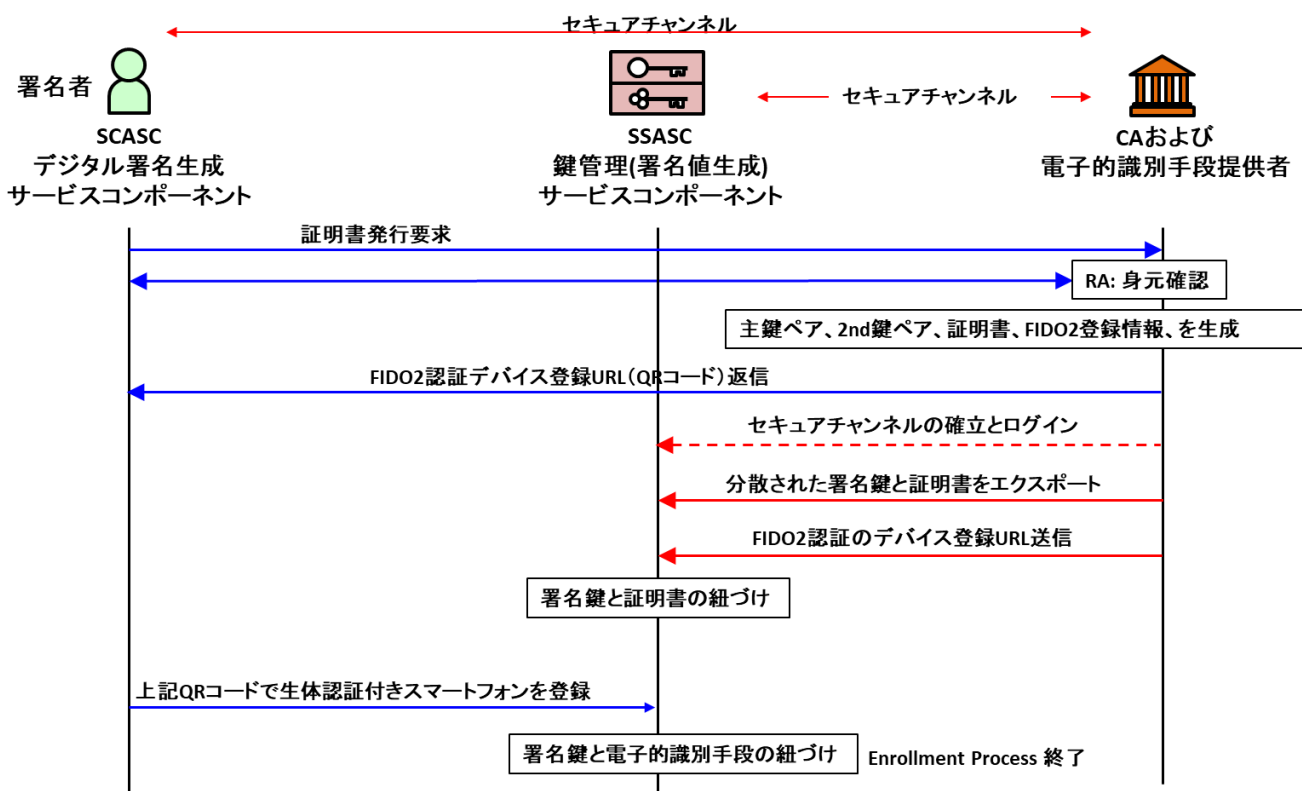 セキュアチャンネル
署名者
セキュアチャンネル
SCASC
デジタル署名生成
サービスコンポーネント
SSASC
鍵管理(署名値生成)
サービスコンポーネント
CAおよび
電子的識別手段提供者
証明書発行要求
RA: 身元確認
主鍵ペア、2nd鍵ペア、証明書、FIDO2登録情報、を生成
FIDO2認証デバイス登録URL(QRコード)返信
セキュアチャンネルの確立とログイン
分散された署名鍵と証明書をエクスポート
FIDO2認証のデバイス登録URL送信
署名鍵と証明書の紐づけ
上記QRコードで生体認証付きスマートフォンを登録
署名鍵と電子的識別手段の紐づけ
Enrollment Process 終了